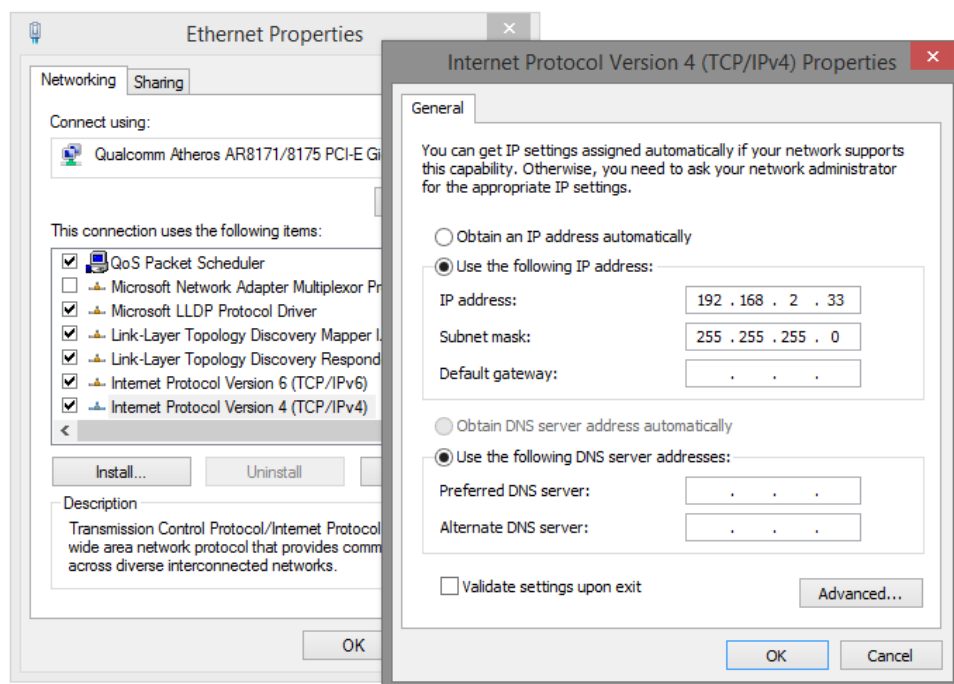 Ethernet Properties
Networking
Sharing
Connect using:
Qualcomm Atheros AR8171/8175 PCI-E
This connection uses the following items:
QoS Packet Scheduler
Microsoft Network Adapter Multiplexor
Microsoft LLDP Protocol Driver
Link-Layer Topology Discovery Mapper
Link-Layer Topology Discovery
Internet Protocol Version 6 (TCP/IPv6)
Internet Protocol Version 4 (TCP/IPv4)
Install...
Uninstall
Description
Transmission Control Protocol/Internet Protocol
wide area network protocol that provides
across diverse interconnected networks.
OK
Internet Protocol Version 4 (TCP/IPv4) Properties
General
You can get IP settings assigned automatically if your network supports
this capability. Otherwise, you need to ask your network administrator
for the appropriate IP settings.
Obtain an IP address automatically
Use the following IP address:
IP address:
192 . 168 . 2 . 33
Subnet mask:
255 . 255 . 255 . 0
Default gateway:
. . .
Obtain DNS server address automatically
Use the following DNS server addresses:
Preferred DNS server:
. . .
Alternate DNS server:
. . .
Validate settings upon exit
Advanced...
OK
Cancel